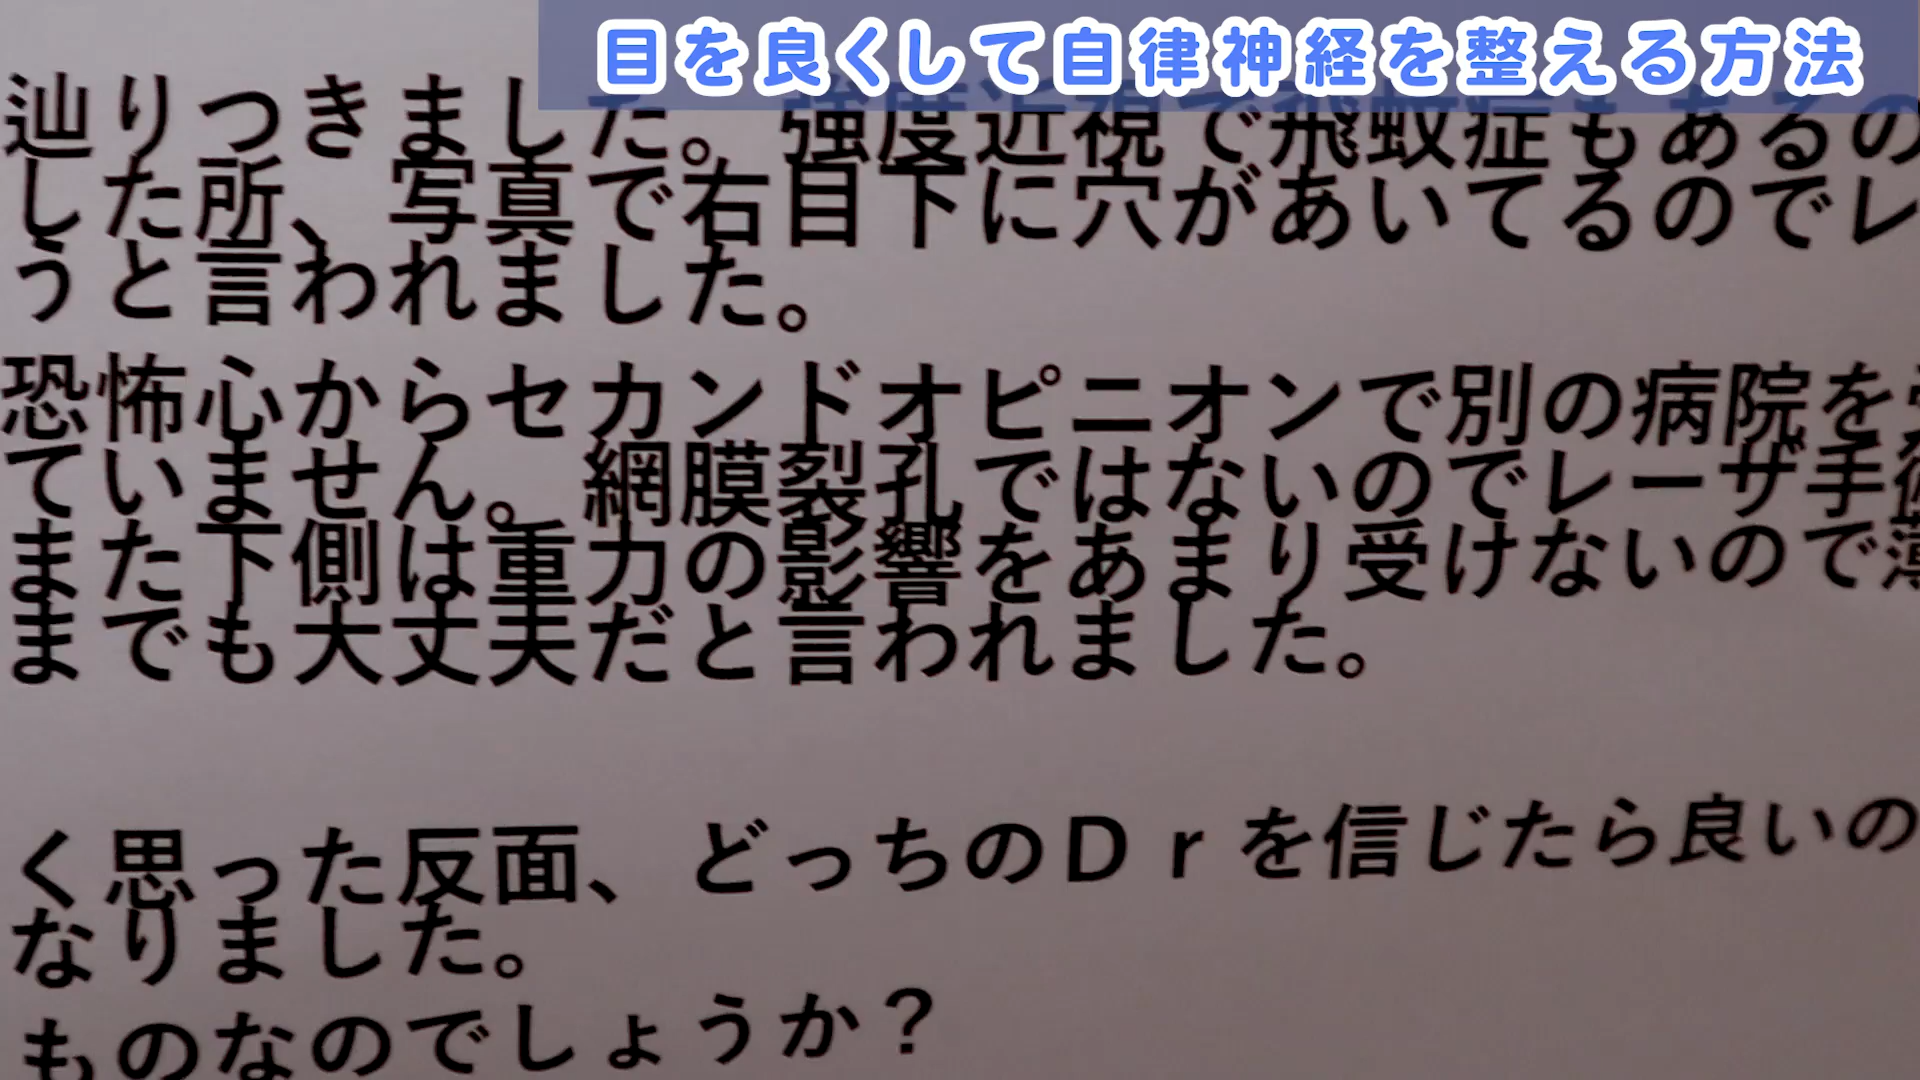 目を良くして自律神経を整える方法
辿りつきました。強度近視で飛蚊症もあるの
した所、写真で右目下に穴があいてるのでレ
うと言われました。
恐怖心からセカンドオピニオンで別の病院を
ていません。網膜裂孔ではないのでレーザ手術
また下側は重力の影響をあまり受けないので薄
までも大丈夫だと言われました。
く思った反面、どっちのDrを信じたら良いの
なりました。
ものなのでしょうか?